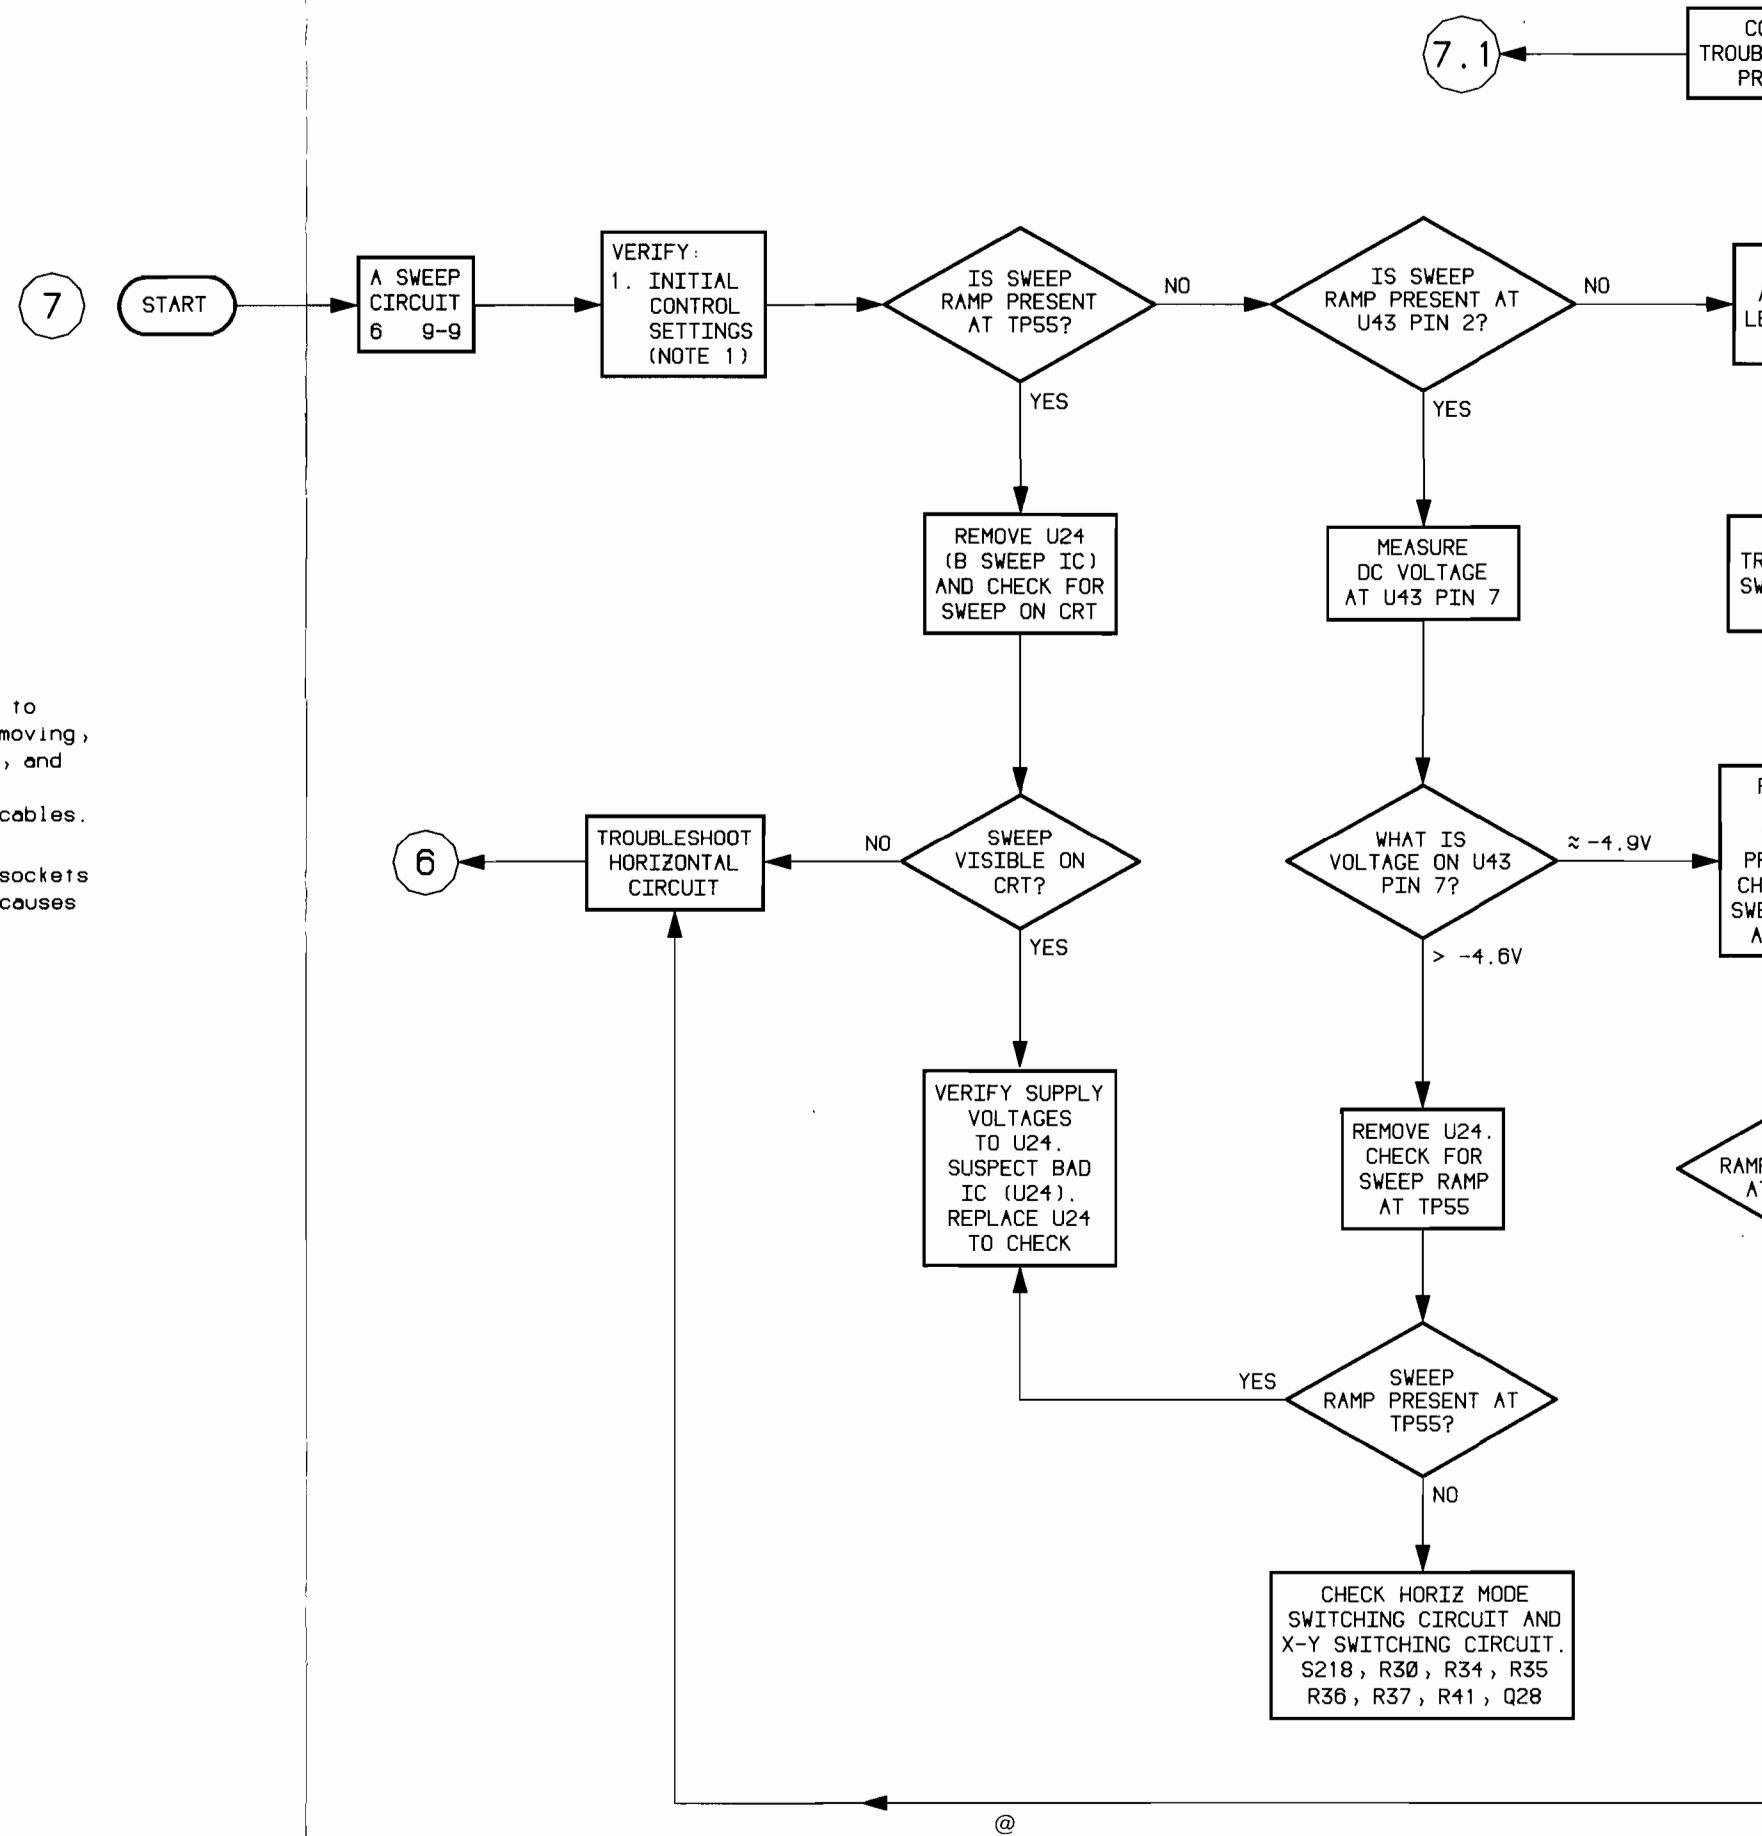 7.1
7
START
A SWEEP
CIRCUIT
6 9-9
VERIFY:
1. INITIAL
CONTROL
SETTINGS
(NOTE 1)
IS SWEEP
RAMP PRESENT
AT TP55?
NO
YES
IS SWEEP
RAMP PRESENT AT
U43 PIN 2?
NO
YES
REMOVE U24
(B SWEEP IC)
AND CHECK FOR
SWEEP ON CRT
MEASURE
DC VOLTAGE
AT U43 PIN 7
to
moving,
, and
cables.
sockets
causes
6
TROUBLESHOOT
HORIZONTAL
CIRCUIT
NO
SWEEP
VISIBLE ON
CRT?
YES
WHAT IS
VOLTAGE ON U43
PIN 7?
≈ -4.9V
> -4.6V
VERIFY SUPPLY
VOLTAGES
TO U24.
SUSPECT BAD
IC (U24).
REPLACE U24
TO CHECK
REMOVE U24.
CHECK FOR
SWEEP RAMP
AT TP55
YES
SWEEP
RAMP PRESENT AT
TP55?
NO
CHECK HORIZ MODE
SWITCHING CIRCUIT AND
X-Y SWITCHING CIRCUIT.
S218, R30, R34, R35
R36, R37, R41, Q28
@